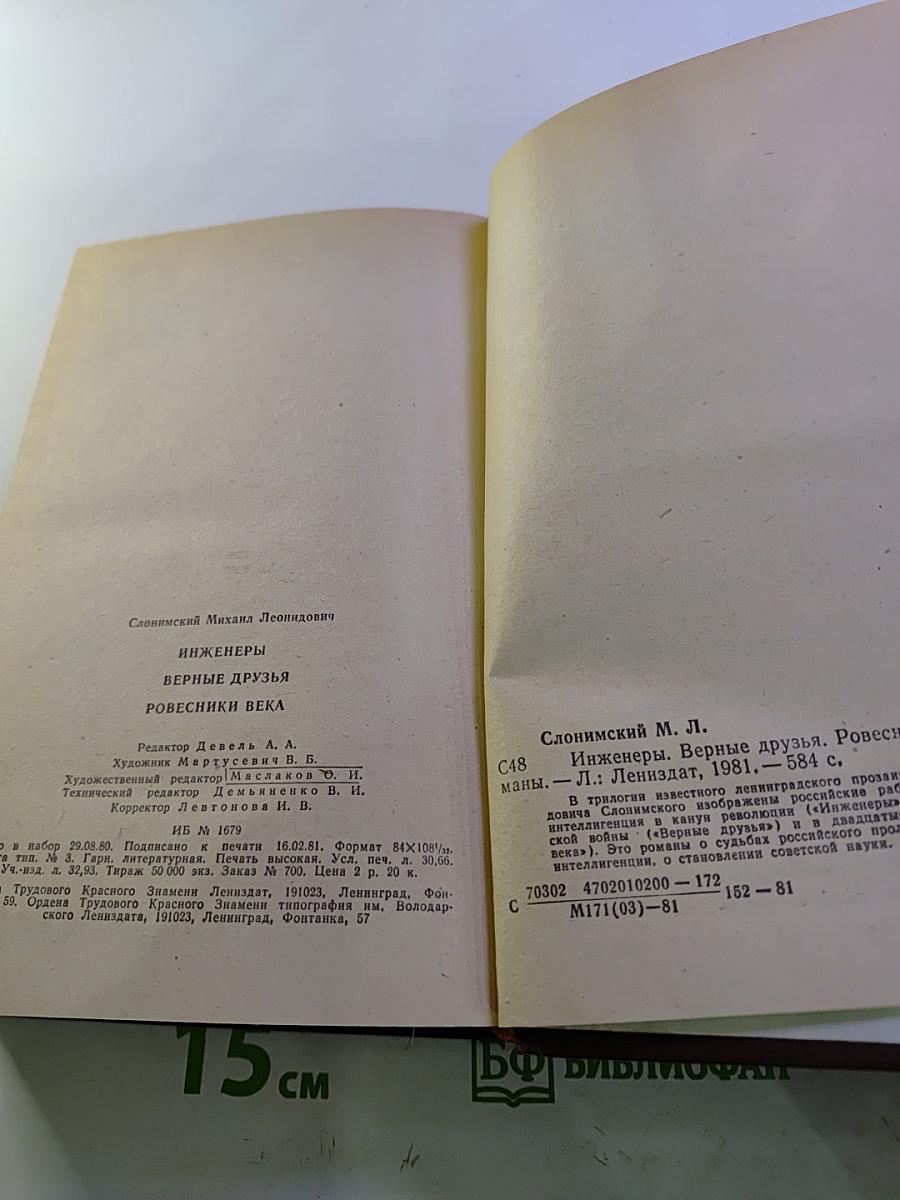 Слонимский Михаил Леонидович
ИНЖЕНЕРЫ
ВЕРНЫЕ ДРУЗЬЯ
РОВЕСНИКИ ВЕКА
Редактор Девель А. А.
Художник Мартусевич В. Б.
Художественный редактор Маслаков О. И.
Технический редактор Демьяненко В. И.
Корректор Левтонова И. В.
ИБ № 1679
в набор 29.08.80. Подписано к печати 16.02.81. Формат 84×108¹/₃₂.
тип. № 3. Гарн. литературная. Печать высокая. Усл. печ. л. 30,66.
Уч.-изд. л. 32,93. Тираж 50 000 экз. Заказ № 700. Цена 2 р. 20 к.
Трудового Красного Знамени Лениздат, 191023, Ленинград, Фон-
59. Ордена Трудового Красного Знамени типография им. Володар-
ского Лениздата, 191023, Ленинград, Фонтанка, 57
Слонимский М. Л.
С48 Инженеры. Верные друзья. Ровесн
маны. — Л.: Лениздат, 1981. — 584 с.
В трилогии известного ленинградского прозаи
довича Слонимского изображены российские раб
интеллигенция в канун революции («Инженеры»
ской войны («Верные друзья») и в двадцаты
века»). Это романы о судьбах российского прол
интеллигенции, о становлении советской науки.
С 70302 4702010200 — 172
М171(03)—81 152 — 81
15 см
БФ БИБЛИОФАН